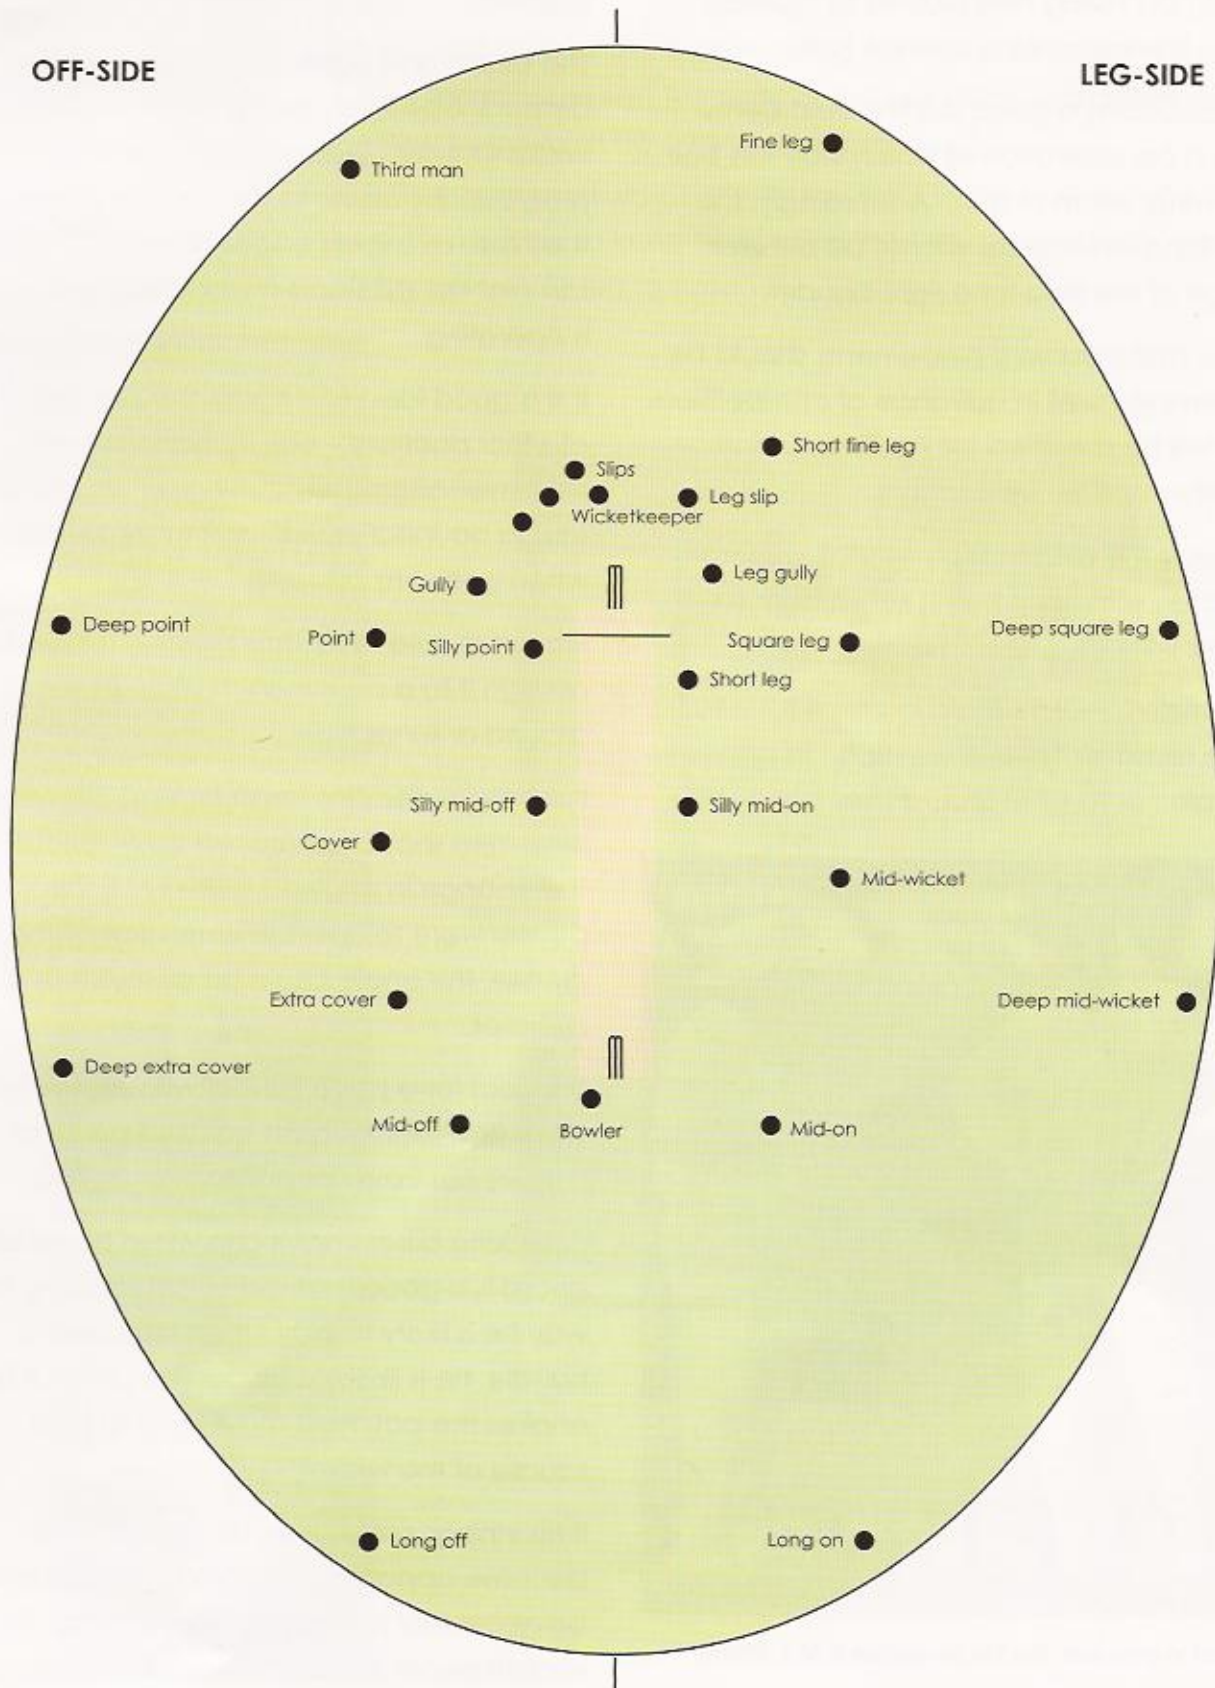 OFF-SIDE
LEG-SIDE
Fine leg
Third man
Short fine leg
Slips
Leg slip
Wicketkeeper
Leg gully
Gully
Deep point
Deep square leg
Point
Silly point
Square leg
Short leg
Silly mid-off
Silly mid-on
Cover
Mid-wicket
Extra cover
Deep mid-wicket
Deep extra cover
Mid-off
Bowler
Mid-on
Long off
Long on